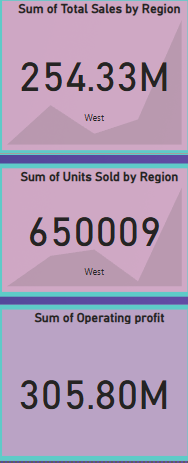 Sum of Total Sales by Region
254.33M
West
Sum of Units Sold by Region
650009
West
Sum of Operating profit
305.80M